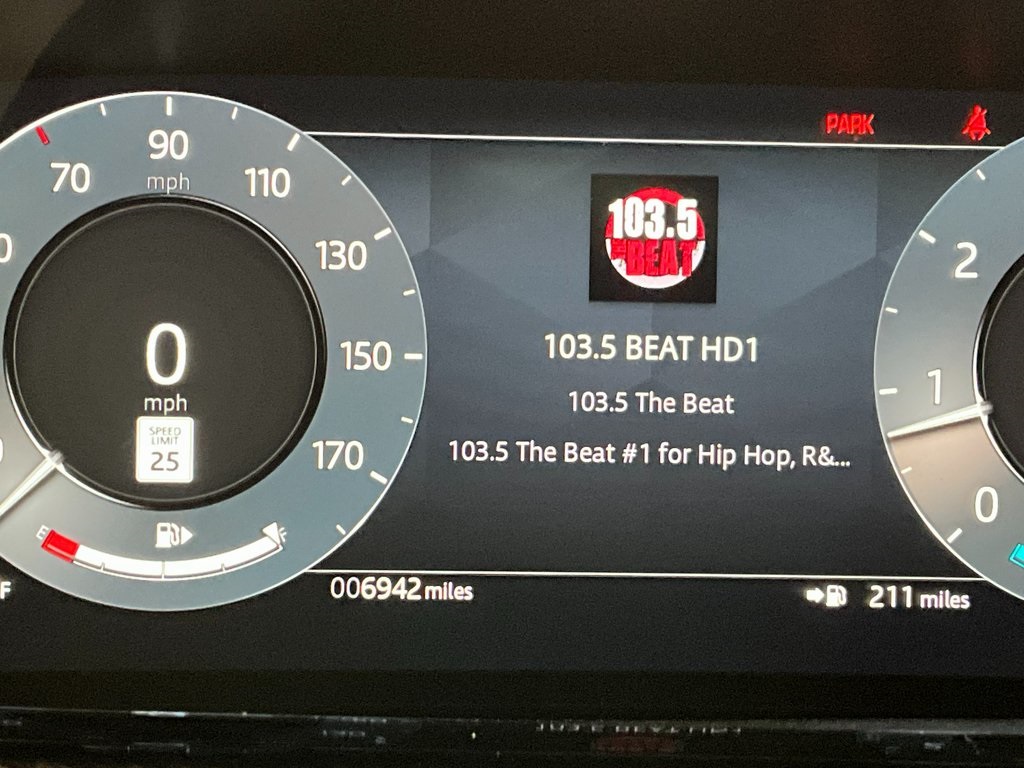 PARK
70
90
mph
110
130
150
170
0
mph
SPEED
LIMIT
25
E
F
103.5
THE
BEAT
103.5 BEAT HD1
103.5 The Beat
103.5 The Beat #1 for Hip Hop, R&...
2
1
0
F
006942 miles
211 miles